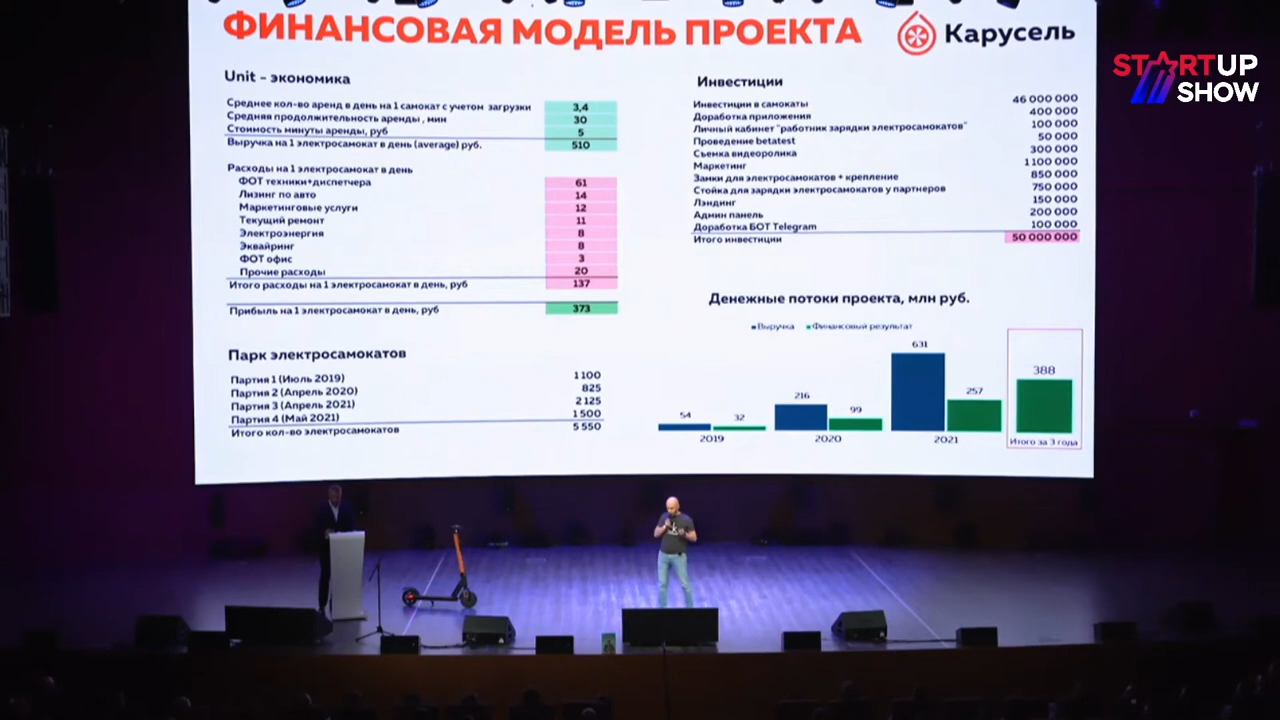 ФИНАНСОВАЯ МОДЕЛЬ ПРОЕКТА
Карусель
STARTUP
SHOW
Unit – экономика
Среднее кол-во аренд в день на 1 самокат с учетом загрузки 3,4
Средняя продолжительность аренды , мин 30
Стоимость минуты аренды, руб 5
Выручка на 1 электросамокат в день (average) руб. 510
Расходы на 1 электросамокат в день
ФОТ техники+диспетчера 61
Лизинг по авто 14
Маркетинговые услуги 12
Текущий ремонт 11
Электроэнергия 8
Эквайринг 8
ФОТ офис 3
Прочие расходы 20
Итого расходы на 1 электросамокат в день, руб 137
Прибыль на 1 электросамокат в день, руб 373
Парк электросамокатов
Партия 1 (Июль 2019) 1 100
Партия 2 (Апрель 2020) 825
Партия 3 (Апрель 2021) 2 125
Партия 4 (Май 2021) 1 500
Итого кол-во электросамокатов 5 550
Инвестиции
Инвестиции в самокаты 46 000 000
Доработка приложения 400 000
Личный кабинет "работник зарядки электросамокатов" 100 000
Проведение betatest 50 000
Съемка видеоролика 300 000
Маркетинг 1 100 000
Замки для электросамокатов + крепление 850 000
Стойка для зарядки электросамокатов у партнеров 750 000
Лэндинг 150 000
Админ панель 200 000
Доработка БОТ Telegram 100 000
Итого инвестиции 50 000 000
Денежные потоки проекта, млн руб.
Выручка Финансовый результат
54 32 216 99 631 257 388
2019 2020 2021 Итого за 3 года